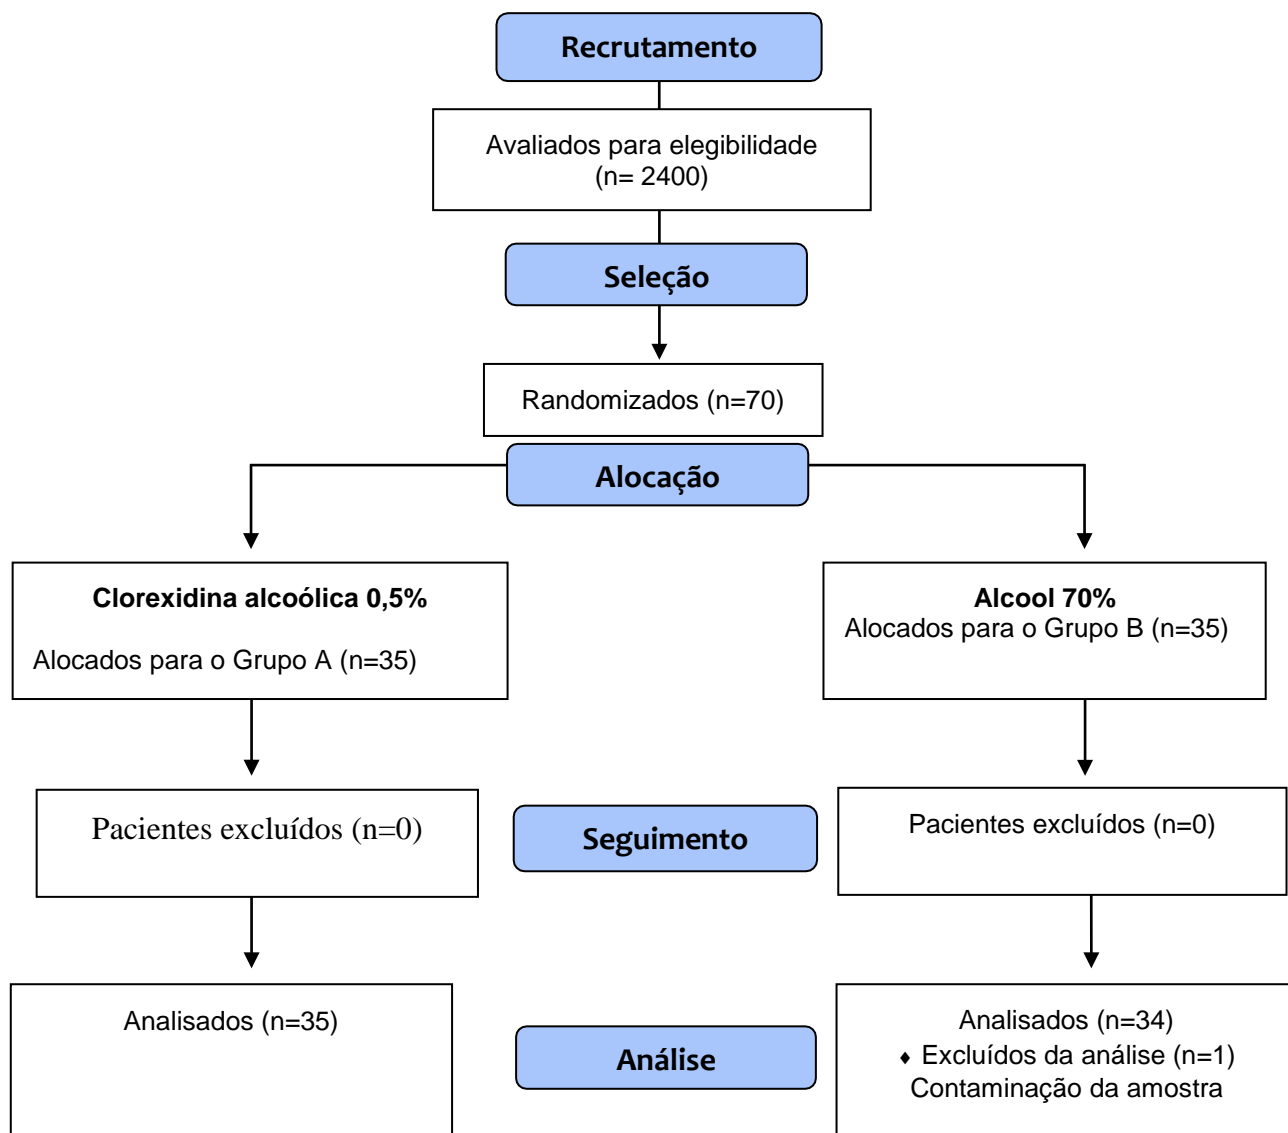 Recrutamento
Avaliados para elegibilidade
(n= 2400)
Seleção
Randomizados (n=70)
Alocação
Clorexidina alcoólica 0,5%
Alocados para o Grupo A (n=35)
Alcool 70%
Alocados para o Grupo B (n=35)
Pacientes excluídos (n=0)
Seguimento
Pacientes excluídos (n=0)
Analisados (n=35)
Análise
Analisados (n=34)
♦ Excluídos da análise (n=1)
Contaminação da amostra